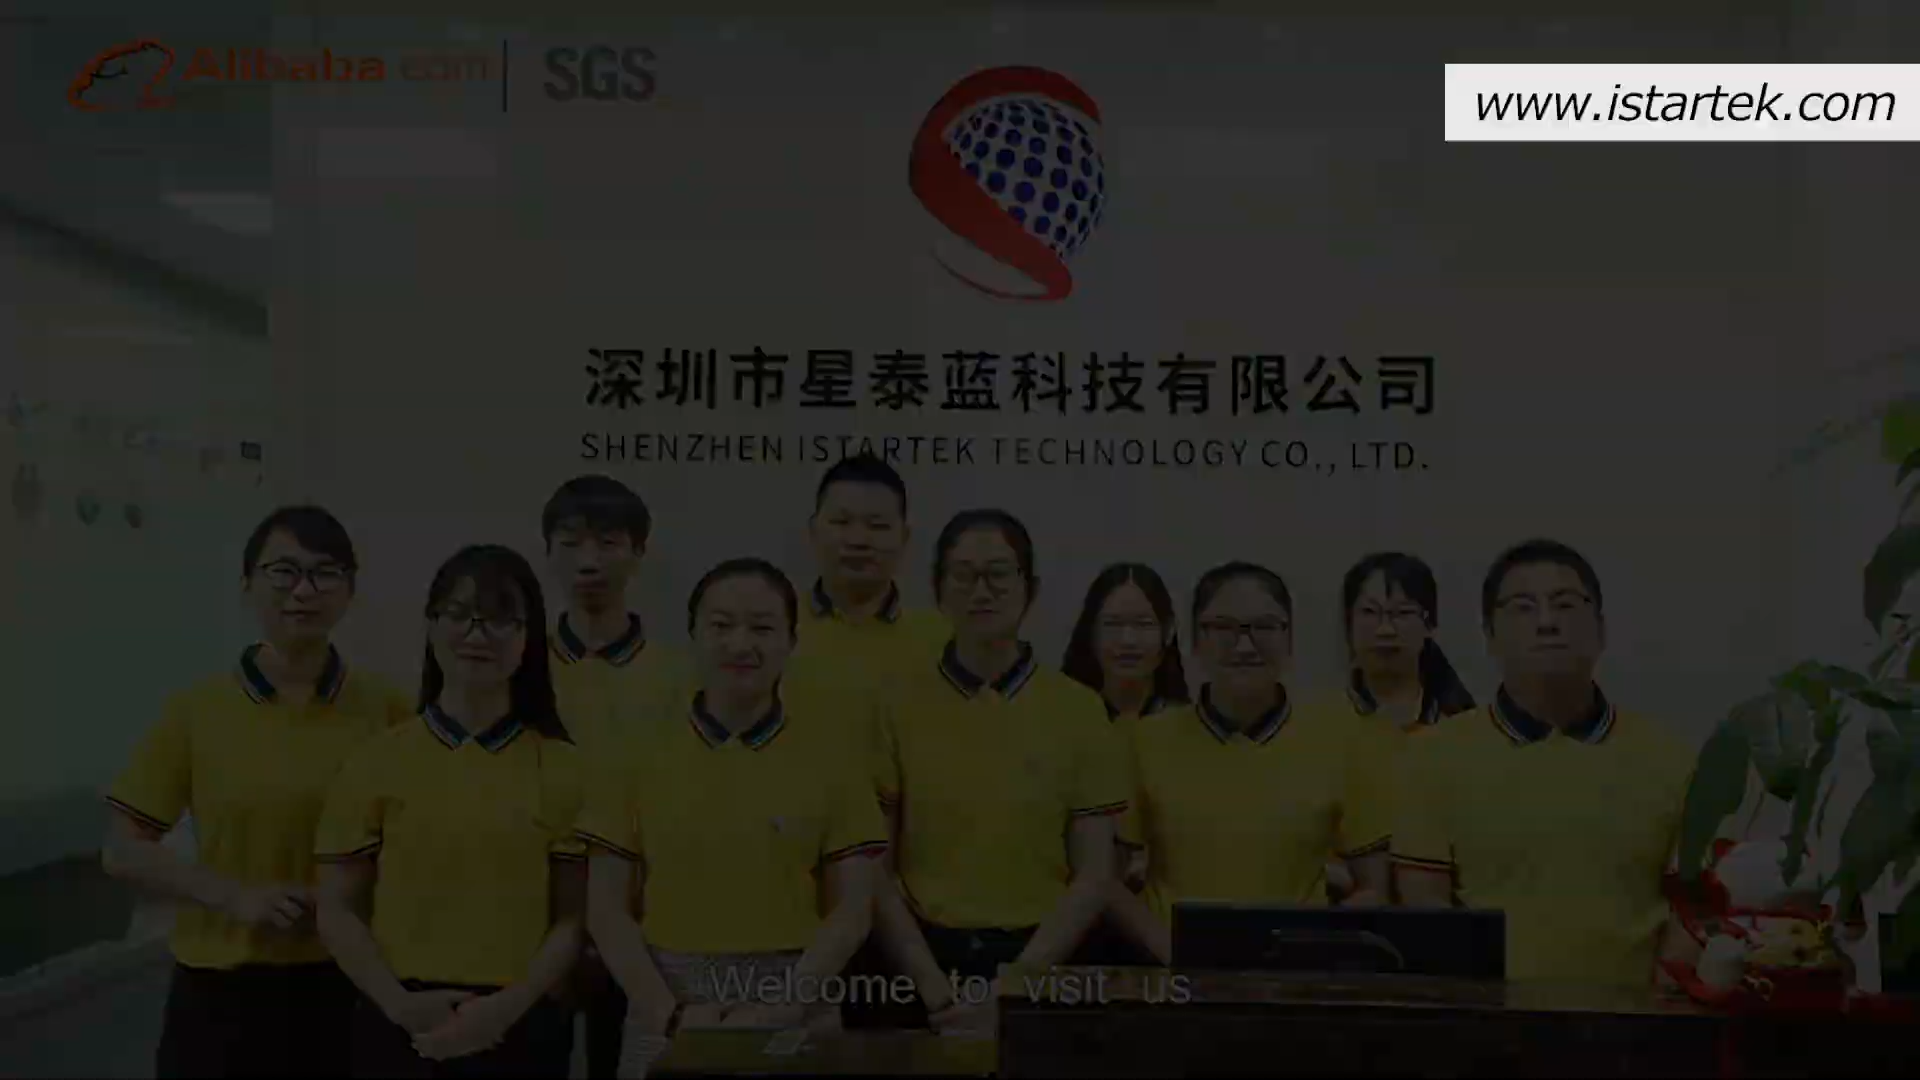 Alibaba.com
SGS
www.istartek.com
深圳市星泰蓝科技有限公司
SHENZHEN ISTARTEK TECHNOLOGY CO., LTD.
Welcome to visit us